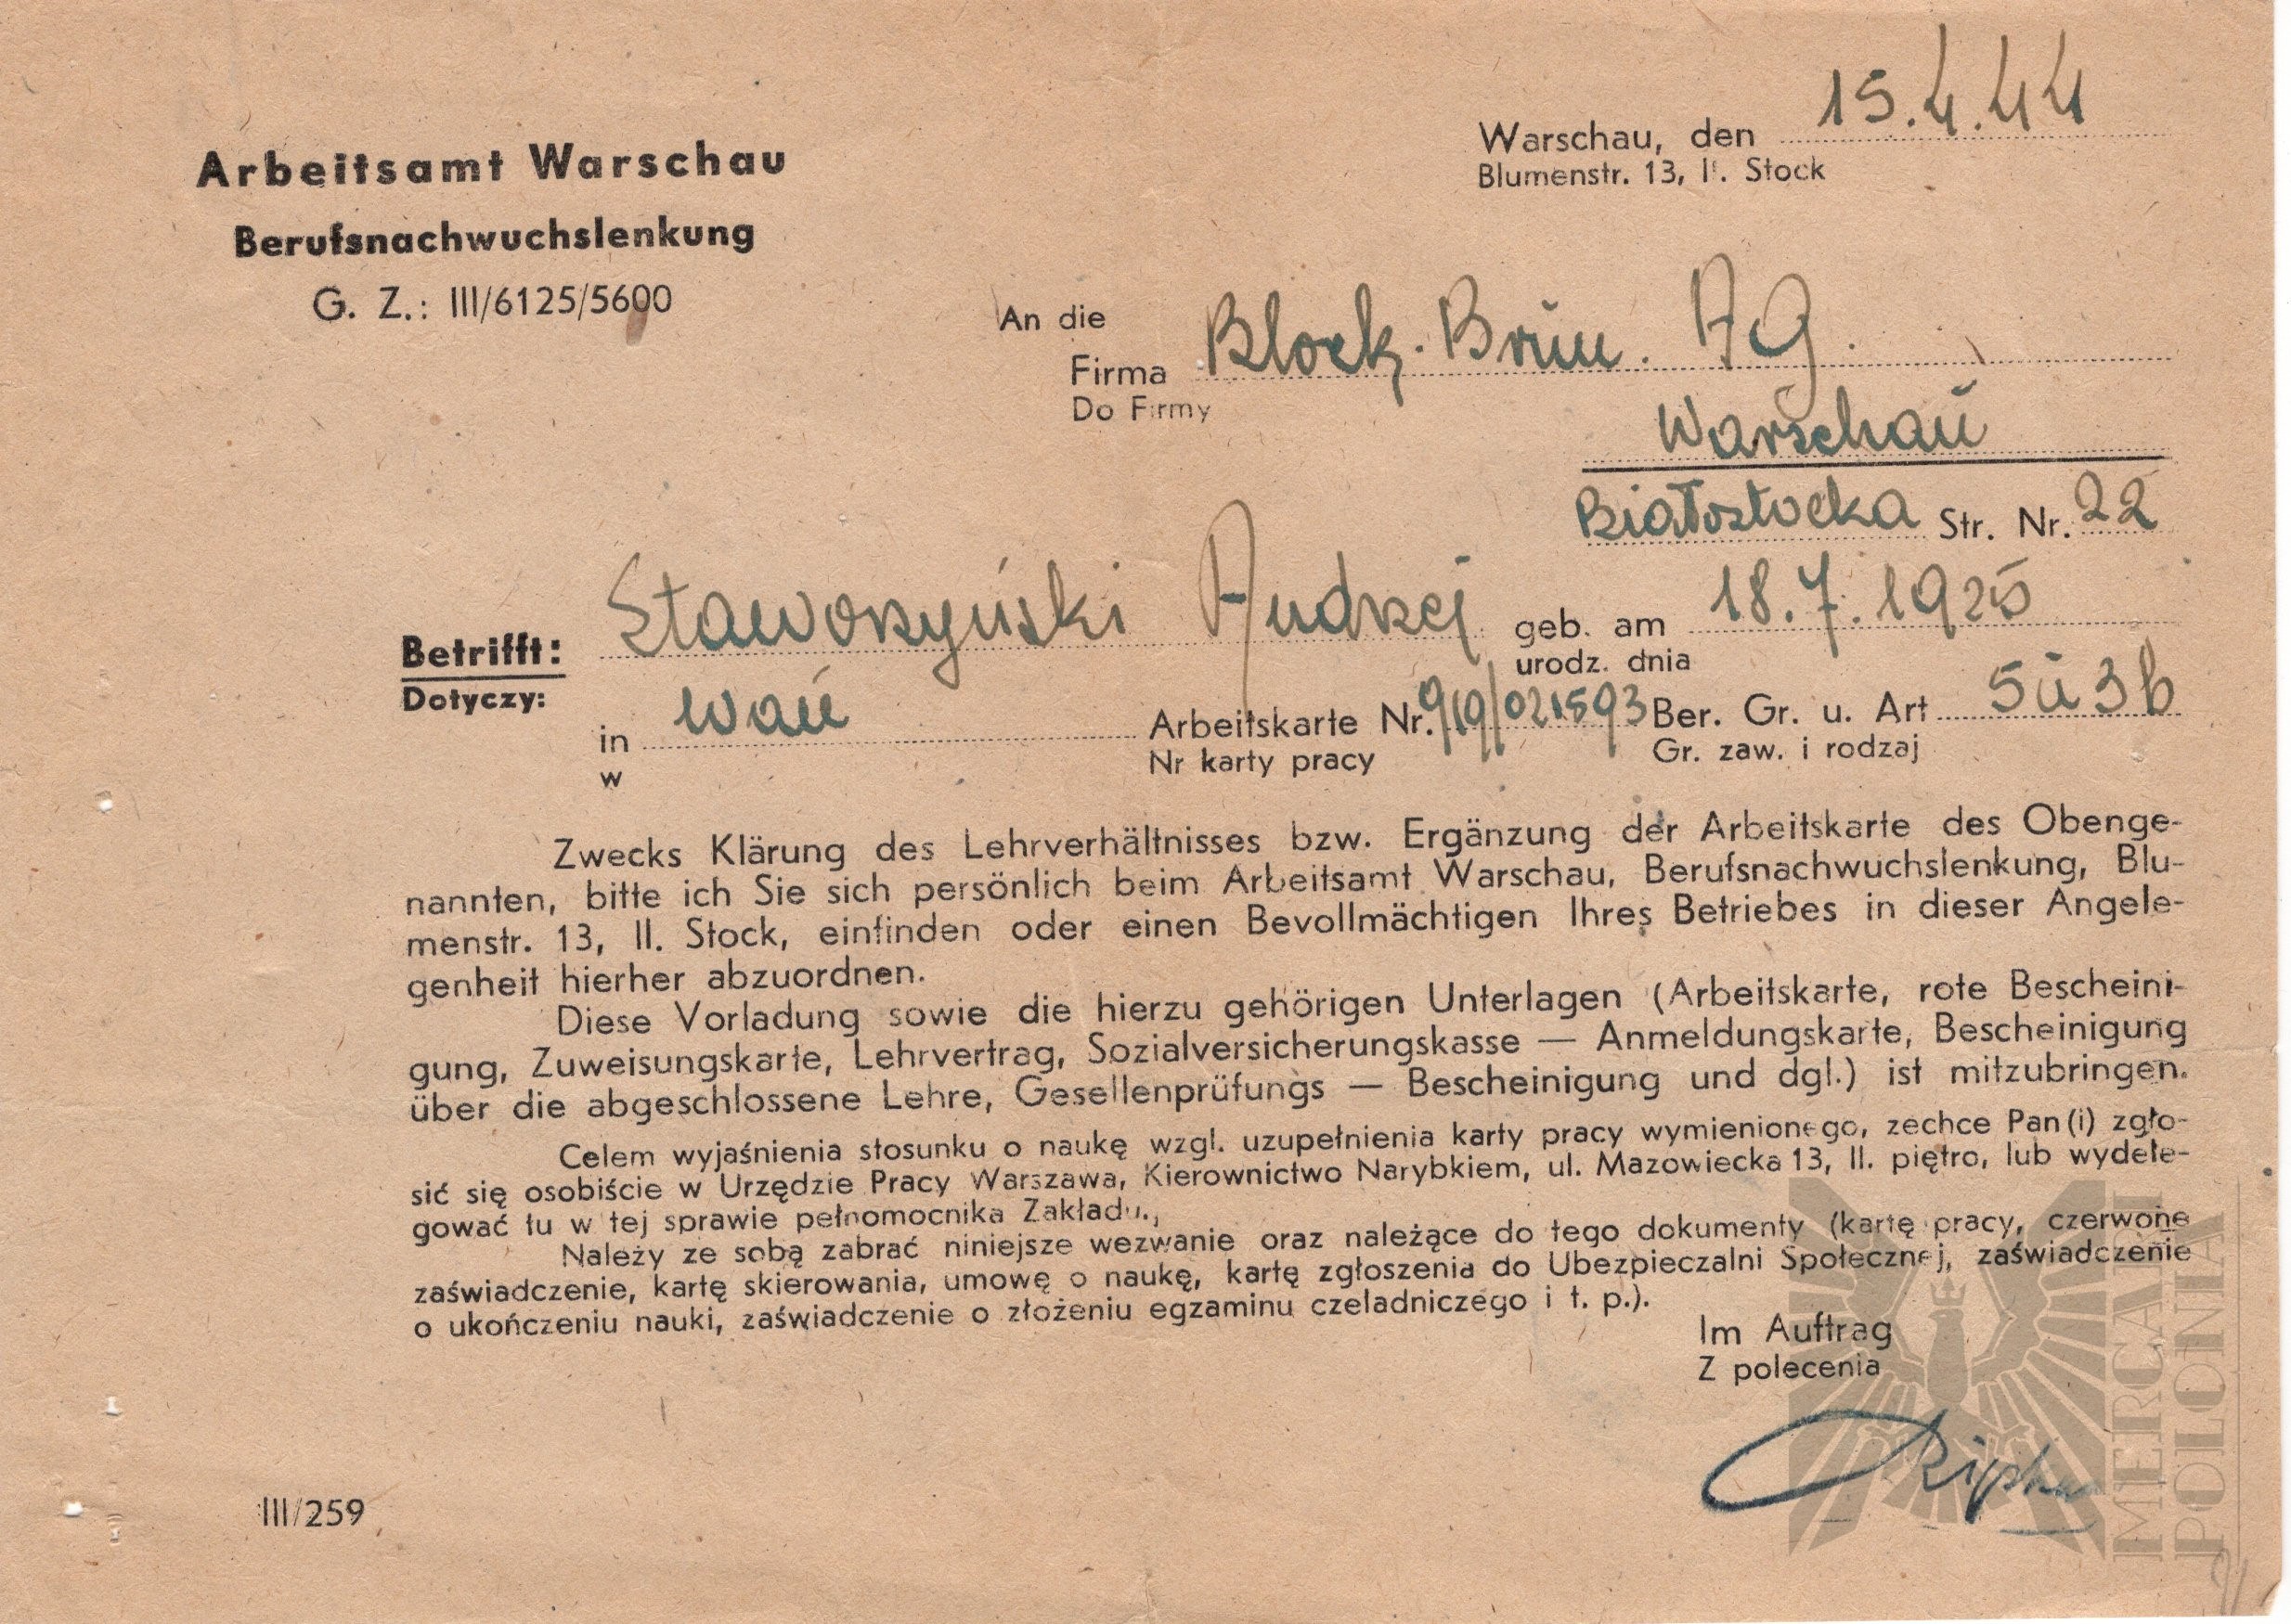 Arbeitsamt Warschau
Berufsnachwuchslenkung
G. Z.: III/6125/5600
Warschau, den 15.4.44
Blumenstr. 13, II. Stock
An die
Firma Block-Brun. AG.
Do Firmy
Warschau
Białostocka Str. Nr. 22
Betrifft: Staworzyński Andrzej geb. am 18.7.1925
Dotyczy: urodz. dnia
in Waŭ Arbeitskarte Nr. 919/021593 Ber. Gr. u. Art 5ŭ3b
w Nr karty pracy Gr. zaw. i rodzaj
Zwecks Klärung des Lehrverhältnisses bzw. Ergänzung der Arbeitskarte des Obenge-
nannten, bitte ich Sie sich persönlich beim Arbeitsamt Warschau, Berufsnachwuchslenkung, Blu-
menstr. 13, II. Stock, einfinden oder einen Bevollmächtigen Ihres Betriebes in dieser Angele-
genheit hierher abzuordnen.
Diese Vorladung sowie die hierzu gehörigen Unterlagen (Arbeitskarte, rote Bescheini-
gung, Zuweisungskarte, Lehrvertrag, Sozialversicherungskasse — Anmeldungskarte, Bescheinigung
über die abgeschlossene Lehre, Gesellenprüfungs — Bescheinigung und dgl.) ist mitzubringen.
Celem wyjaśnienia stosunku o naukę wzgl. uzupełnienia karty pracy wymienionego, zechce Pan(i) zgło-
sić się osobiście w Urzędzie Pracy Warszawa, Kierownictwo Narybkiem, ul. Mazowiecka 13, II. piętro, lub wydele-
gować tu w tej sprawie pełnomocnika Zakładu.,
Należy ze sobą zabrać niniejsze wezwanie oraz należące do tego dokumenty (kartę pracy, czerwone
zaświadczenie, kartę skierowania, umowę o naukę, kartę zgłoszenia do Ubezpieczalni Społecznej, zaświadczenie
o ukończeniu nauki, zaświadczenie o złożeniu egzaminu czeladniczego i t. p.).
Im Auftrag
Z polecenia
III/259
MERCARI
POLONIA